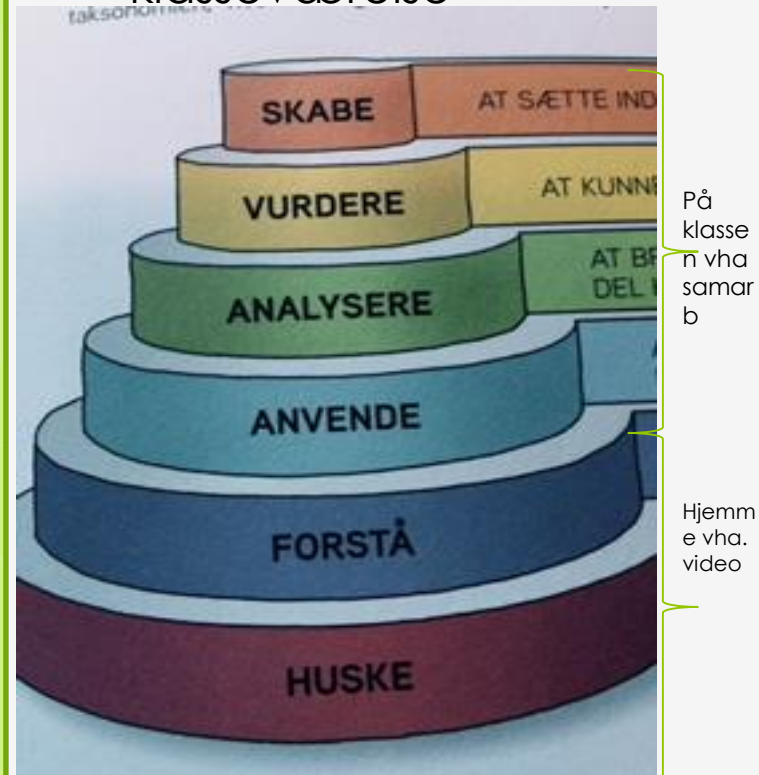 SKABE
AT SÆTTE IND
VURDERE
AT KUNNE
ANALYSERE
AT
DEL
ANVENDE
FORSTÅ
HUSKE
På
klasse
n vha
samar
b
Hjemm
e vha.
video